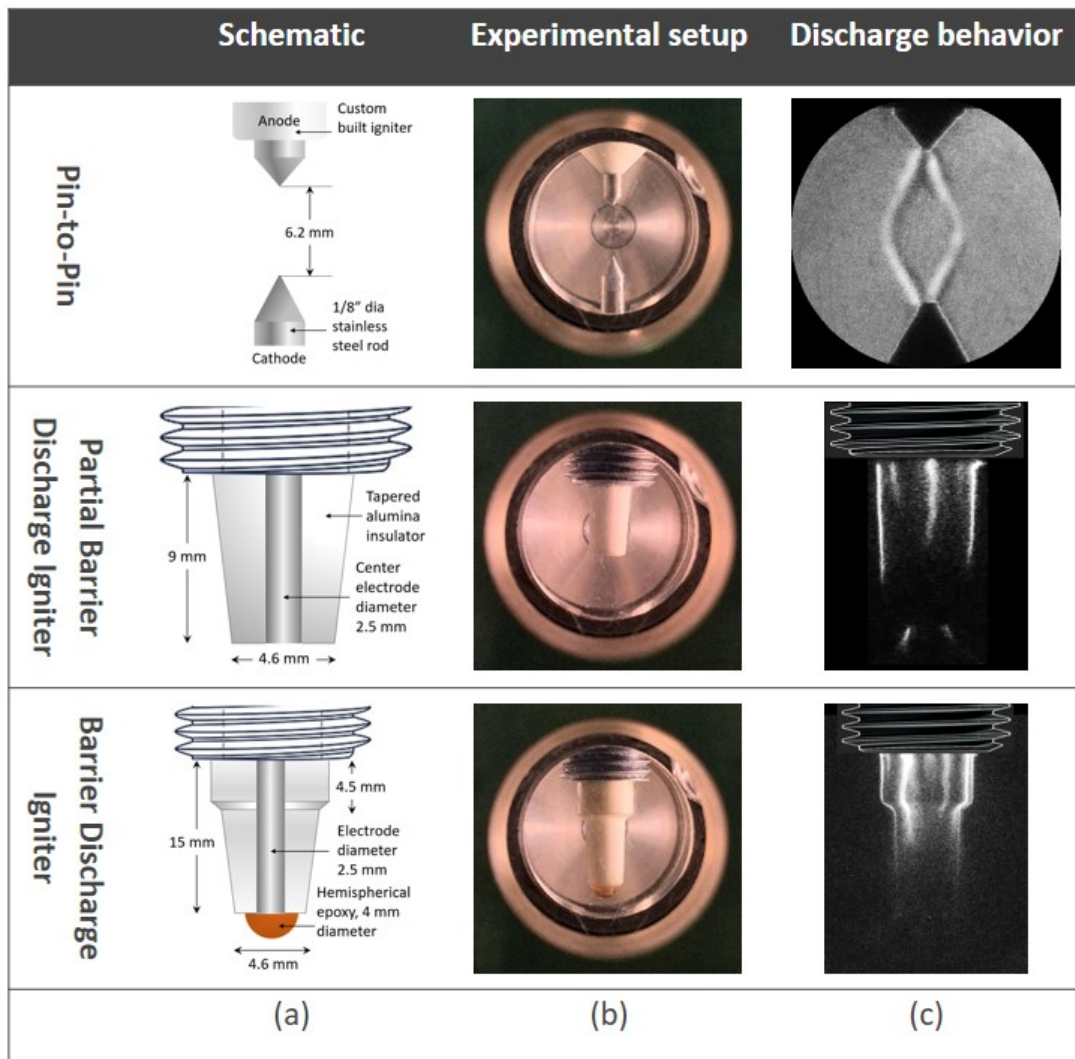 Schematic
Experimental setup
Discharge behavior
Pin-to-Pin
Anode
Custom
built igniter
6.2 mm
1/8" dia
stainless
steel rod
Cathode
Partial Barrier
Discharge Igniter
9 mm
Tapered
alumina
insulator
Center
electrode
diameter
2.5 mm
4.6 mm
Barrier Discharge
Igniter
15 mm
4.5 mm
Electrode
diameter
2.5 mm
Hemispherical
epoxy, 4 mm
diameter
4.6 mm
(a)
(b)
(c)